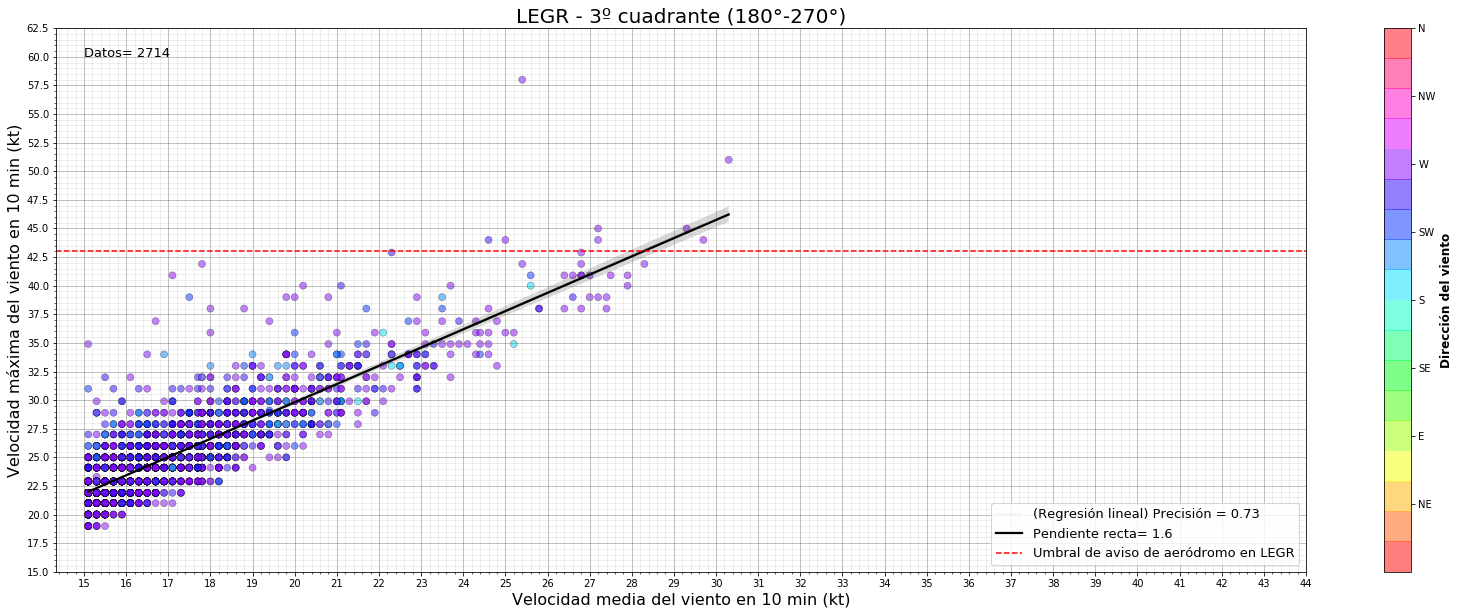 LEGR - 3º cuadrante (180°-270°)
Datos= 2714
Velocidad máxima del viento en 10 min (kt)
62.5
60.0
57.5
55.0
52.5
50.0
47.5
45.0
42.5
40.0
37.5
35.0
32.5
30.0
27.5
25.0
22.5
20.0
17.5
15.0
15 16 17 18 19 20 21 22 23 24 25 26 27 28 29 30 31 32 33 34 35 36 37 38 39 40 41 42 43 44
Velocidad media del viento en 10 min (kt)
(Regresión lineal) Precisión = 0.73
Pendiente recta= 1.6
Umbral de aviso de aeródromo en LEGR
N
NW
W
SW
S
SE
E
NE
Dirección del viento